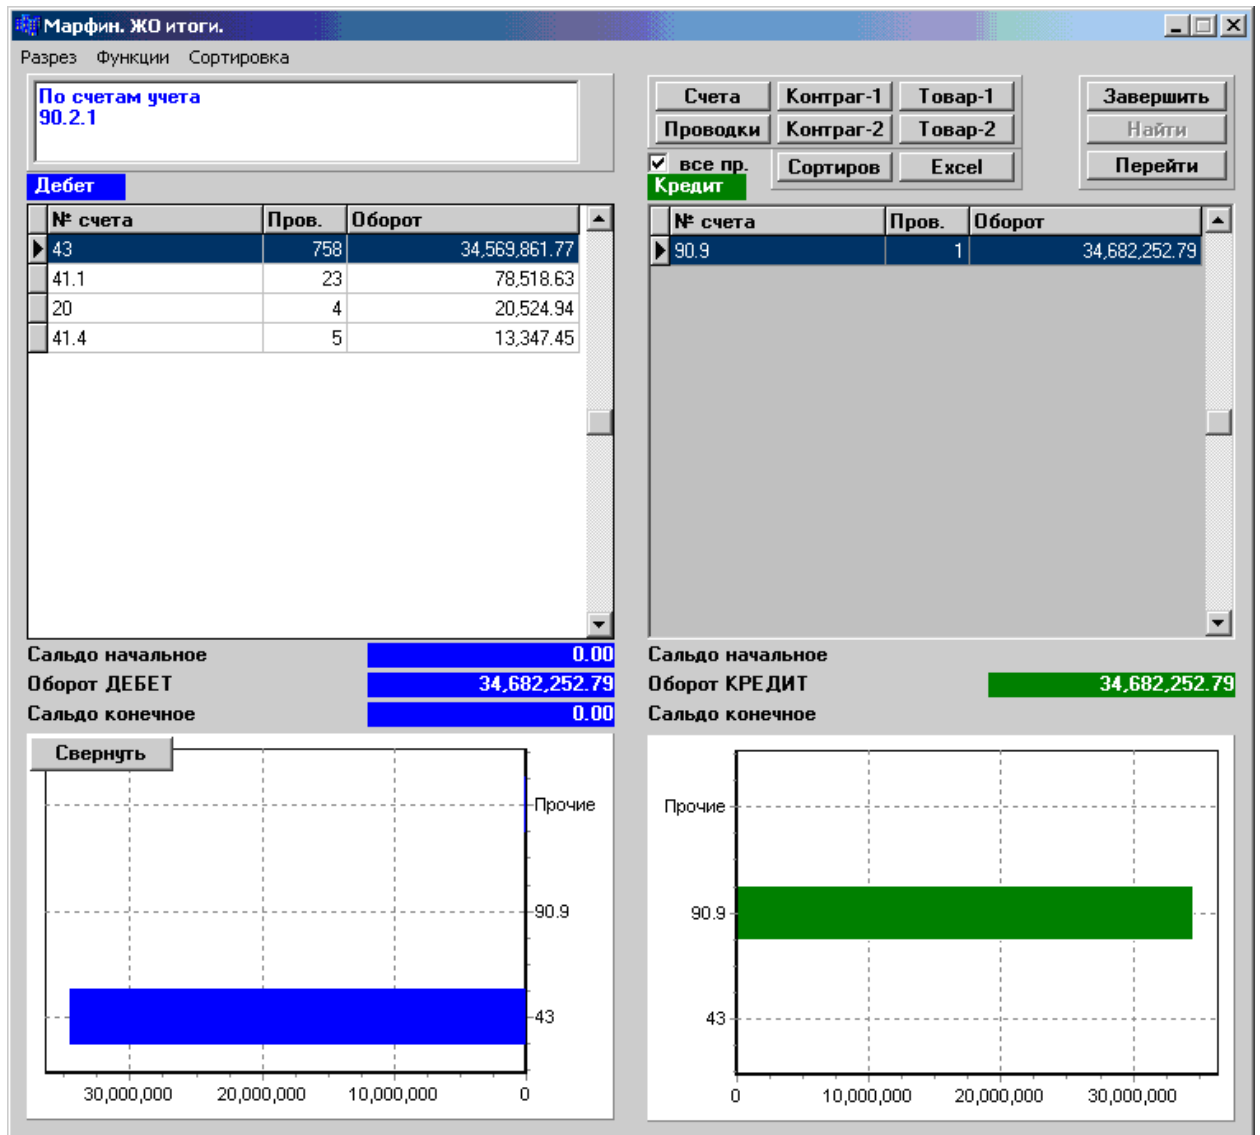 Марфин. ЖО итоги.
Разрез Функции Сортировка
По счетам учета
90.2.1
Счета Контраг-1 Товар-1
Проводки Контраг-2 Товар-2
все пр. Сортиров Excel
Завершить
Найти
Перейти
Дебет
№ счета Пров. Оборот
43 758 34,569,861.77
41.1 23 78,518.63
20 4 20,524.94
41.4 5 13,347.45
Кредит
№ счета Пров. Оборот
90.9 1 34,682,252.79
Сальдо начальное 0.00
Оборот ДЕБЕТ 34,682,252.79
Сальдо конечное 0.00
Сальдо начальное
Оборот КРЕДИТ 34,682,252.79
Сальдо конечное
Свернуть
Прочие
90.9
43
30,000,000 20,000,000 10,000,000 0
Прочие
90.9
43
0 10,000,000 20,000,000 30,000,000